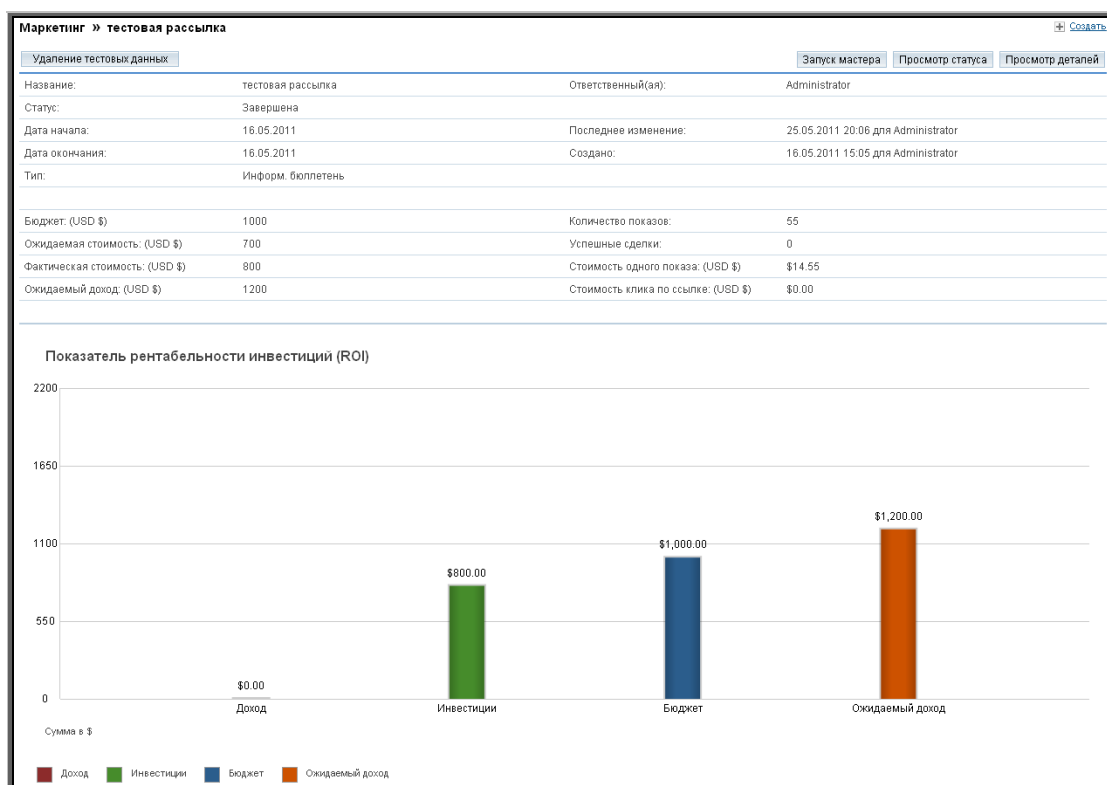 Маркетинг » тестовая рассылка
Создать
Удаление тестовых данных Запуск мастера Просмотр статуса Просмотр деталей
Название: тестовая рассылка Ответственный(ая): Administrator
Статус: Завершена
Дата начала: 16.05.2011 Последнее изменение: 25.05.2011 20:06 для Administrator
Дата окончания: 16.05.2011 Создано: 16.05.2011 15:05 для Administrator
Тип: Информ. бюллетень
Бюджет: (USD $) 1000 Количество показов: 55
Ожидаемая стоимость: (USD $) 700 Успешные сделки: 0
Фактическая стоимость: (USD $) 800 Стоимость одного показа: (USD $) $14.55
Ожидаемый доход: (USD $) 1200 Стоимость клика по ссылке: (USD $) $0.00
Показатель рентабельности инвестиций (ROI)
2200
1650
$1,200.00
1100
$1,000.00
$800.00
550
$0.00
0
Доход Инвестиции Бюджет Ожидаемый доход
Сумма в $
Доход Инвестиции Бюджет Ожидаемый доход